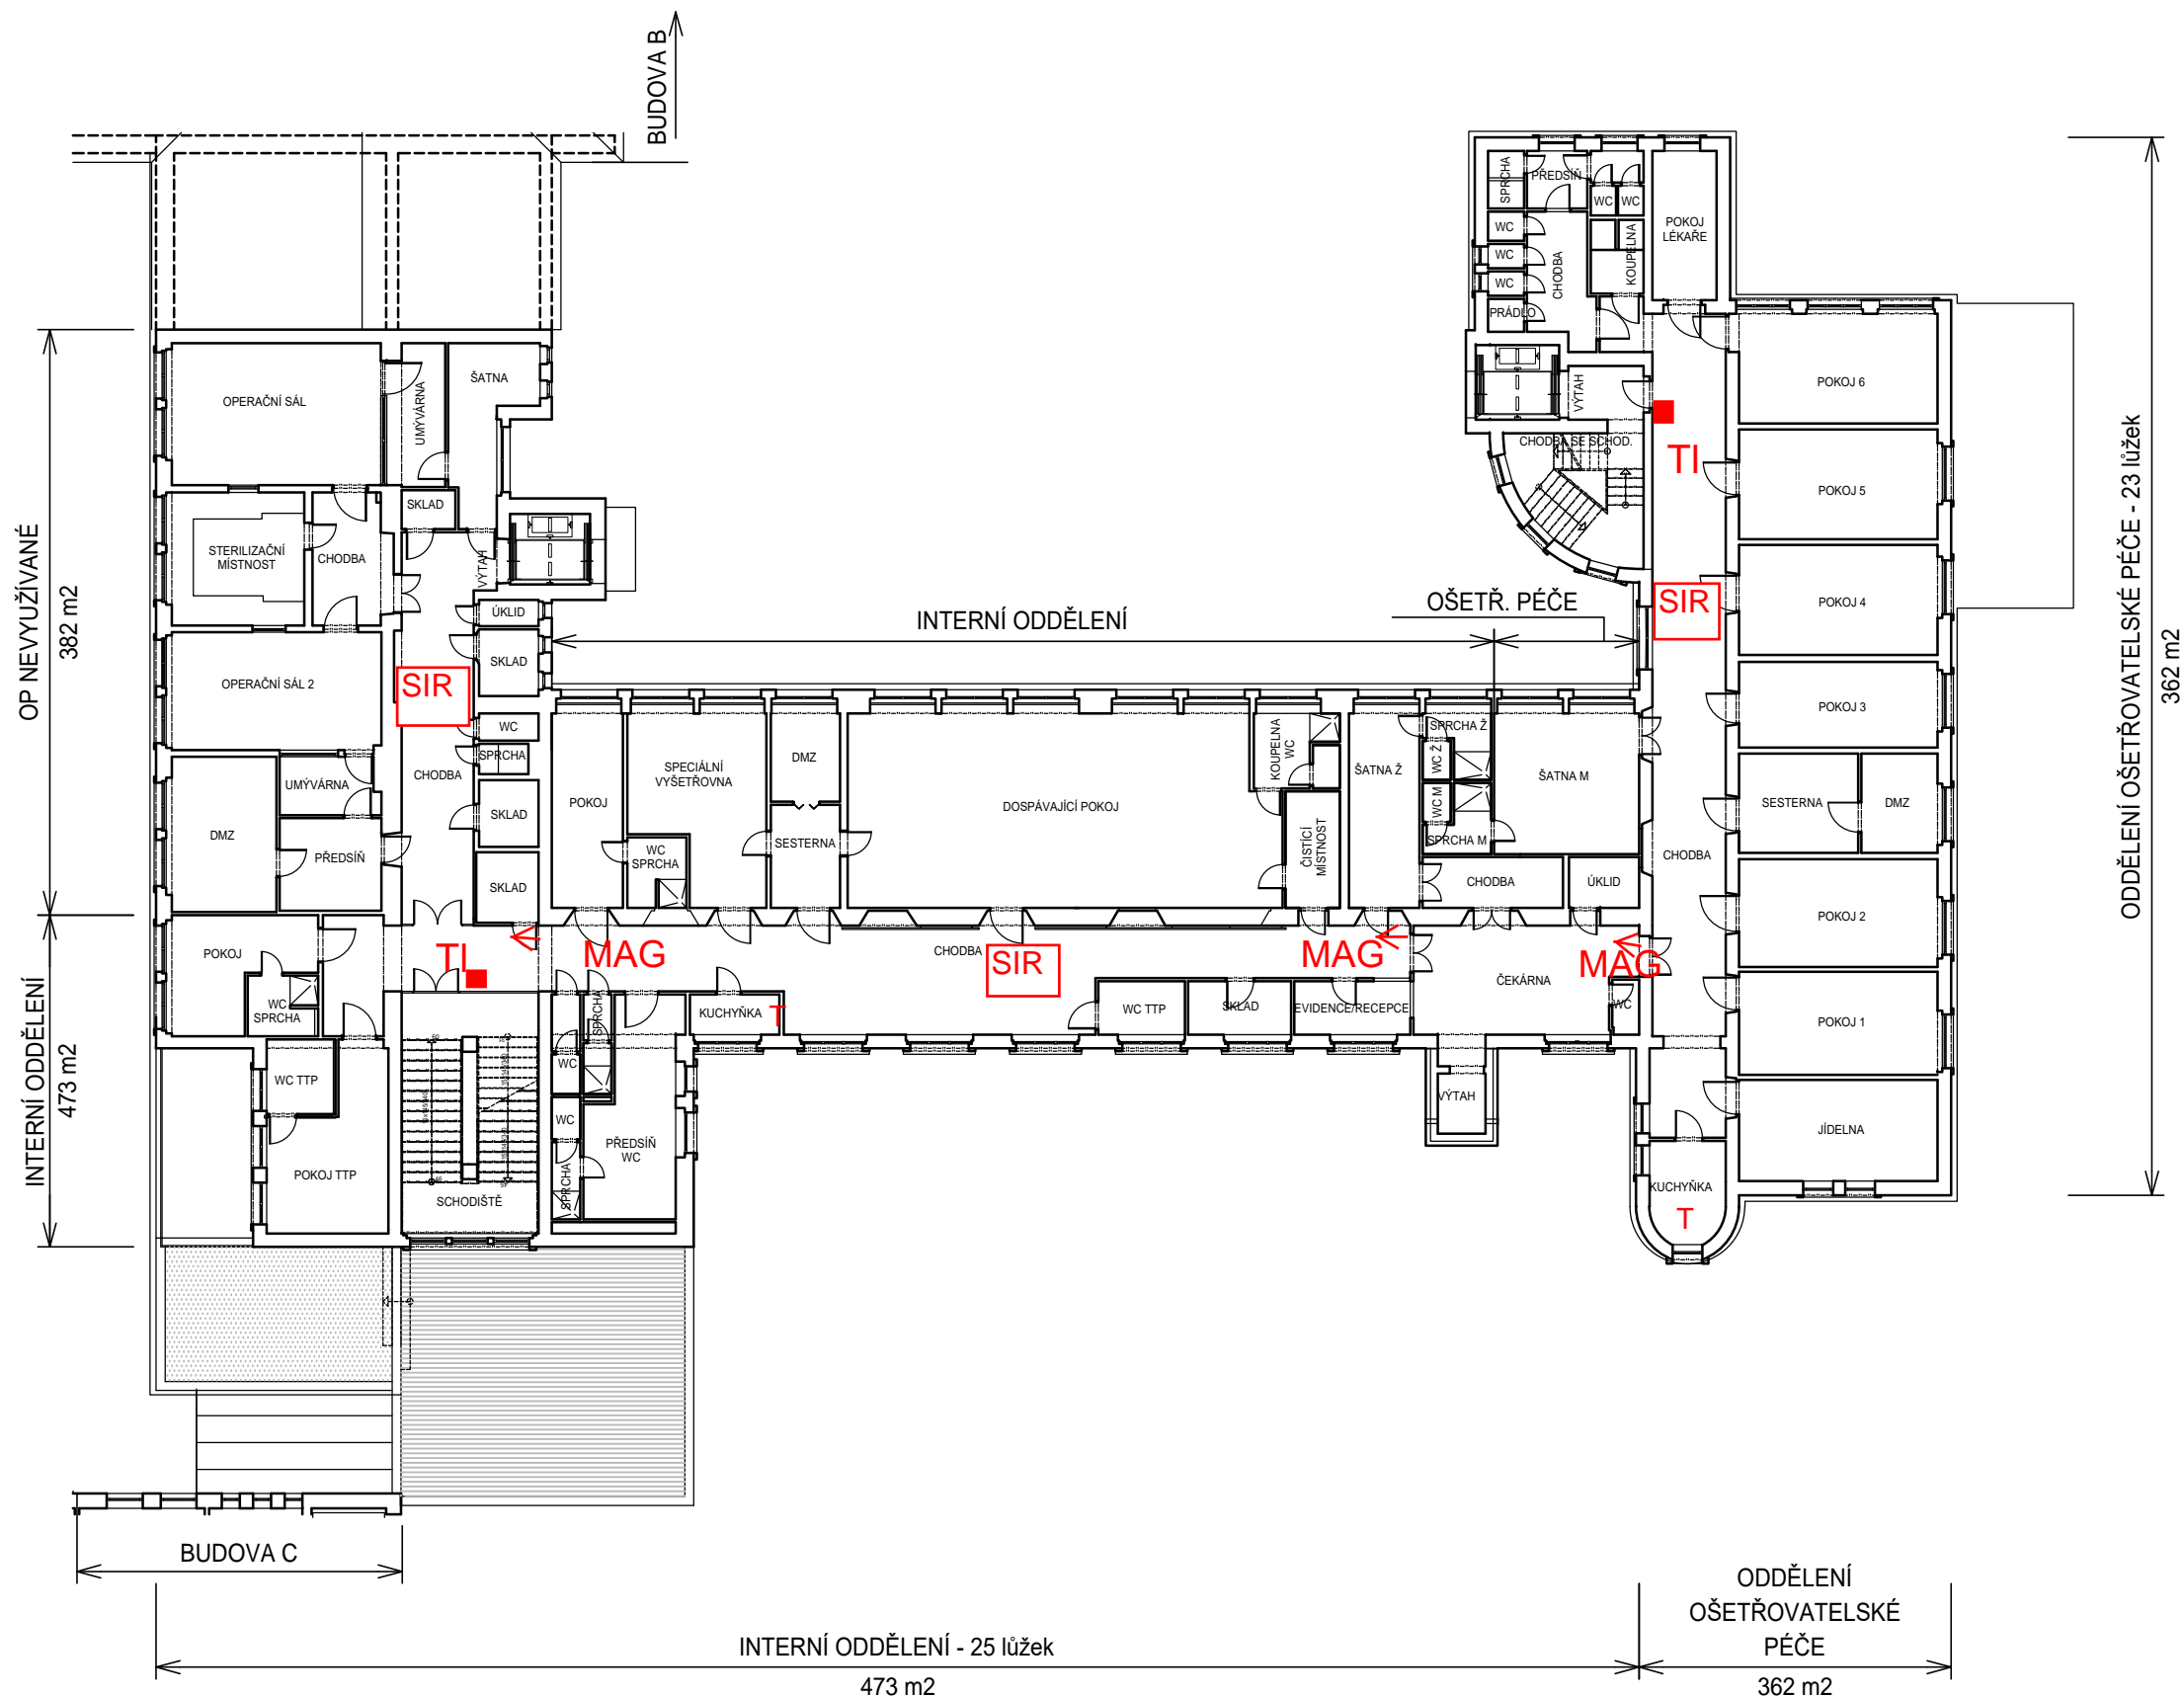 BUDOVA B
SPRCHA
PŘEDSÍŇ
WC
WC
POKOJ
LÉKAŘE
WC
WC
WC
PRÁDLO
CHODBA
KOUPELNA
VÝTAH
CHODBA SE SCHOD.
TI
POKOJ 6
POKOJ 5
POKOJ 4
POKOJ 3
SIR
SESTERNA
DMZ
CHODBA
POKOJ 2
POKOJ 1
JÍDELNA
KUCHYŇKA
T
ODDĚLENÍ OŠETŘOVATELSKÉ PÉČE - 23 lůžek
362 m2
OP NEVYUŽÍVANÉ
382 m2
OPERAČNÍ SÁL
UMÝVÁRNA
ŠATNA
SKLAD
STERILIZAČNÍ
MÍSTNOST
CHODBA
VÝTAH
ÚKLID
SKLAD
OPERAČNÍ SÁL 2
SIR
WC
SPRCHA
CHODBA
UMÝVÁRNA
SKLAD
DMZ
PŘEDSÍŇ
SKLAD
INTERNÍ ODDĚLENÍ
OŠETŘ. PÉČE
POKOJ
SPECIÁLNÍ
VYŠETŘOVNA
WC
SPRCHA
DMZ
SESTERNA
DOSPÁVAJÍCÍ POKOJ
KOUPELNA
WC
ČISTÍCÍ
MÍSTNOST
ŠATNA Ž
SPRCHA Ž
WC Ž
WC M
SPRCHA M
ŠATNA M
CHODBA
ÚKLID
INTERNÍ ODDĚLENÍ
473 m2
POKOJ
WC
SPRCHA
TI
MAG
CHODBA
SIR
MAG
MAG
ČEKÁRNA
WC
KUCHYŇKA
T
WC TTP
SKLAD
EVIDENCE/RECEPCE
VÝTAH
WC TTP
POKOJ TTP
SCHODIŠTĚ
SPRCHA
WC
WC
SPRCHA
PŘEDSÍŇ
WC
BUDOVA C
INTERNÍ ODDĚLENÍ - 25 lůžek
473 m2
ODDĚLENÍ
OŠETŘOVATELSKÉ
PÉČE
362 m2